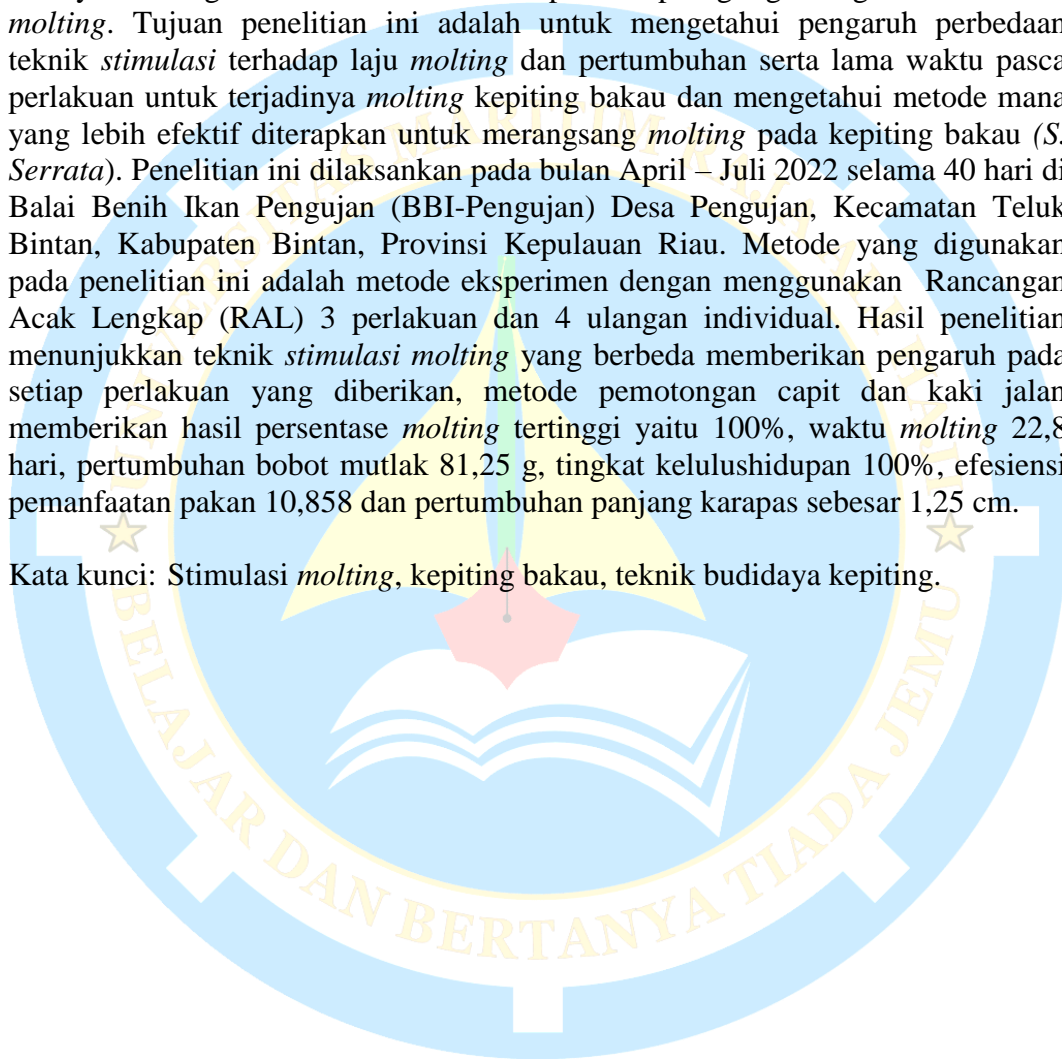 molting. Tujuan penelitian ini adalah untuk mengetahui pengaruh perbedaan
teknik stimulasi terhadap laju molting dan pertumbuhan serta lama waktu pasca
perlakuan untuk terjadinya molting kepiting bakau dan mengetahui metode mana
yang lebih efektif diterapkan untuk merangsang molting pada kepiting bakau (S.
Serrata). Penelitian ini dilaksankan pada bulan April – Juli 2022 selama 40 hari di
Balai Benih Ikan Pengujan (BBI-Pengujan) Desa Pengujan, Kecamatan Teluk
Bintan, Kabupaten Bintan, Provinsi Kepulauan Riau. Metode yang digunakan
pada penelitian ini adalah metode eksperimen dengan menggunakan Rancangan
Acak Lengkap (RAL) 3 perlakuan dan 4 ulangan individual. Hasil penelitian
menunjukkan teknik stimulasi molting yang berbeda memberikan pengaruh pada
setiap perlakuan yang diberikan, metode pemotongan capit dan kaki jalan
memberikan hasil persentase molting tertinggi yaitu 100%, waktu molting 22,8
hari, pertumbuhan bobot mutlak 81,25 g, tingkat kelulushidupan 100%, efesiensi
pemanfaatan pakan 10,858 dan pertumbuhan panjang karapas sebesar 1,25 cm.
Kata kunci: Stimulasi molting, kepiting bakau, teknik budidaya kepiting.
BELAJAR DAN BERTANYA TIADA JEMU